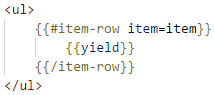 <ul>
    {{#item-row item=item}}
        {{yield}}
    {{/item-row}}
</ul>